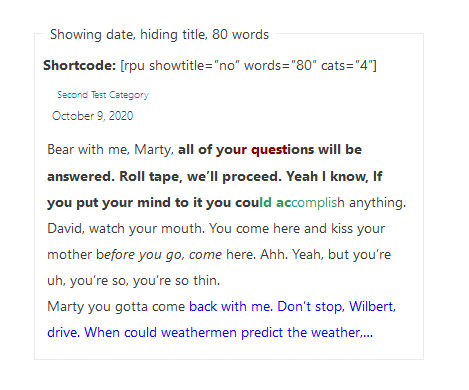 Showing date, hiding title, 80 words
Shortcode: [rpu showtitle="no" words="80" cats="4"]
Second Test Category
October 9, 2020
Bear with me, Marty, all of your questions will be
answered. Roll tape, we'll proceed. Yeah I know, If
you put your mind to it you could accomplish anything.
David, watch your mouth. You come here and kiss your
mother before you go, come here. Ahh. Yeah, but you're
uh, you're so, you're so thin.
Marty you gotta come back with me. Don't stop, Wilbert,
drive. When could weathermen predict the weather,...